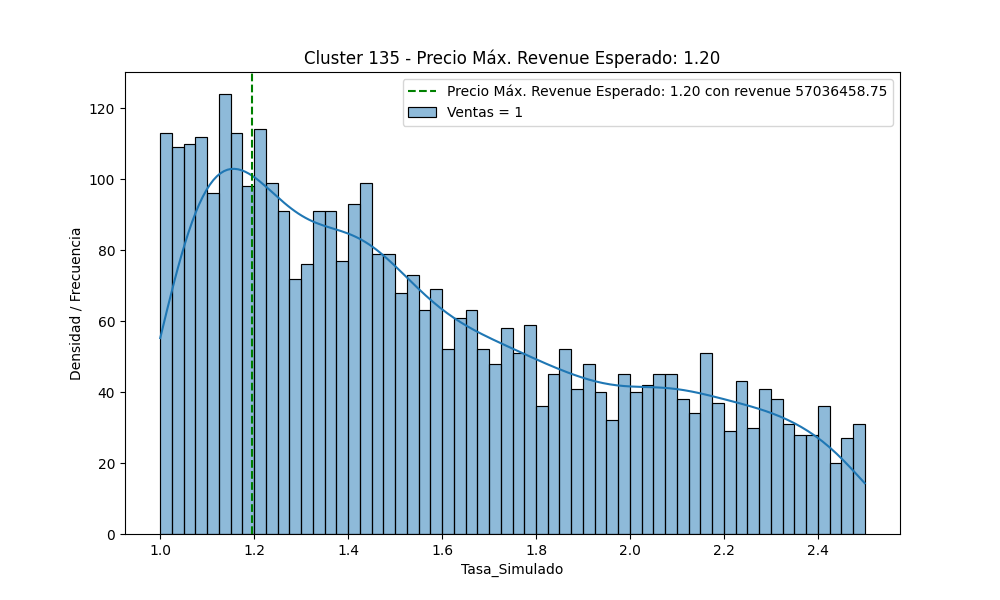 Cluster 135 - Precio Máx. Revenue Esperado: 1.20
Precio Máx. Revenue Esperado: 1.20 con revenue 57036458.75
Ventas = 1
Densidad / Frecuencia
120
100
80
60
40
20
0
1.0 1.2 1.4 1.6 1.8 2.0 2.2 2.4
Tasa_Simulado